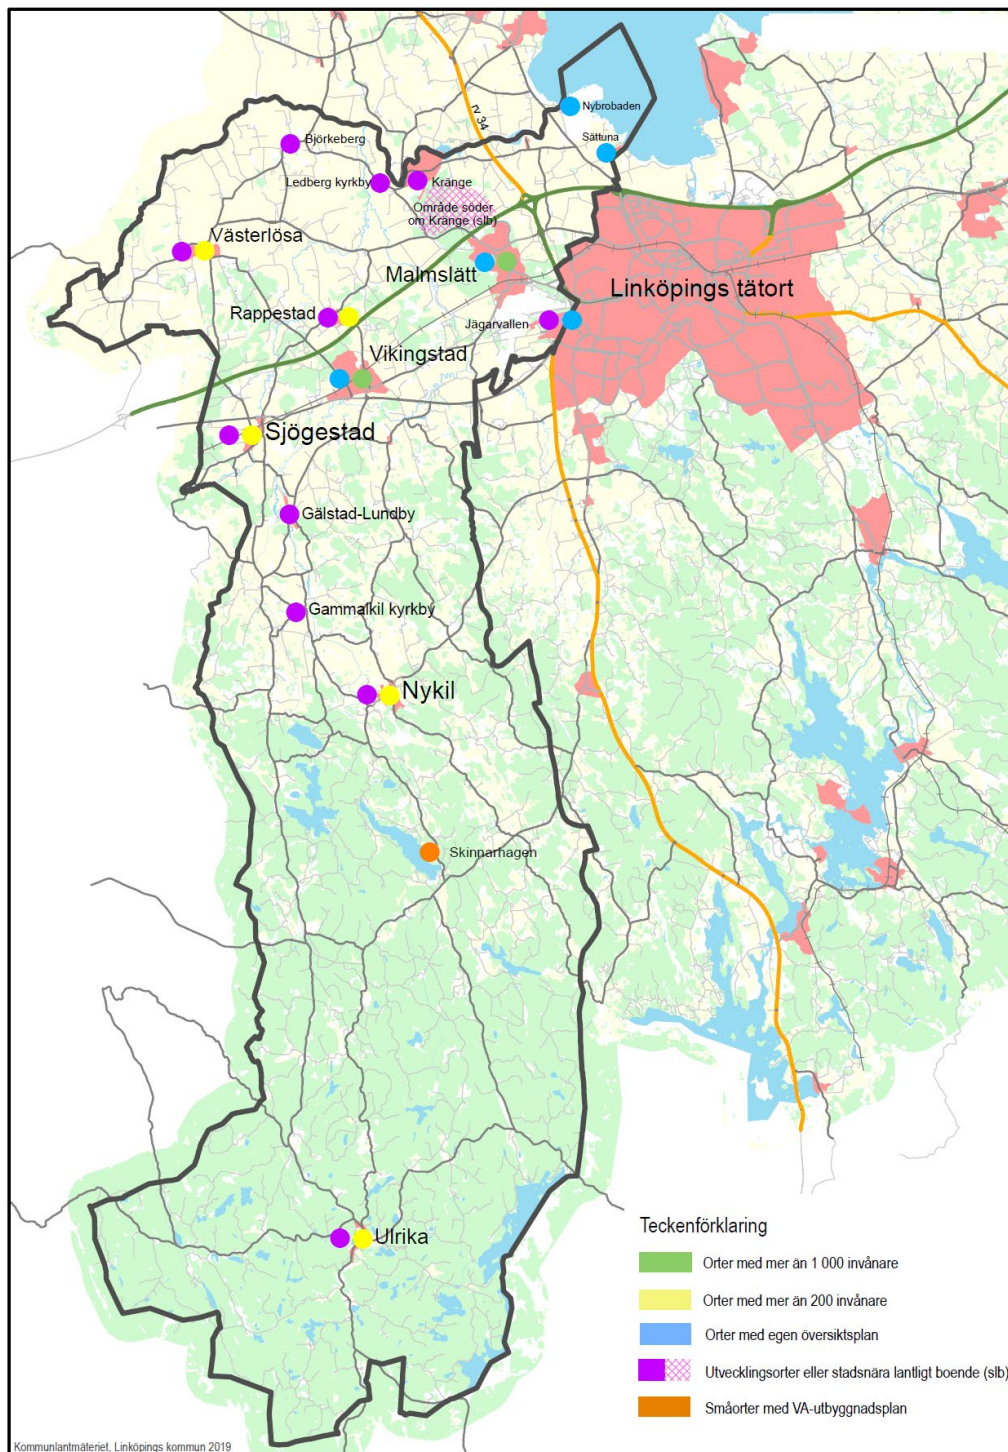 rv 34
Nybrobaden
Sättuna
Björkeberg
Ledberg kyrkby
Kränge
Område söder
om Kränge (slb)
Västerlösa
Malmslätt
Linköpings tätort
Rappestad
Jägarvallen
Vikingstad
Sjögestad
Gälstad-Lundby
Gammalkil kyrkby
Nykil
Skinnarhagen
Ulrika
Teckenförklaring
Orter med mer än 1 000 invånare
Orter med mer än 200 invånare
Orter med egen översiktsplan
Utvecklingsorter eller stadsnära lantligt boende (slb)
Småorter med VA-utbyggnadsplan
Kommunlantmäteriet, Linköpings kommun 2019